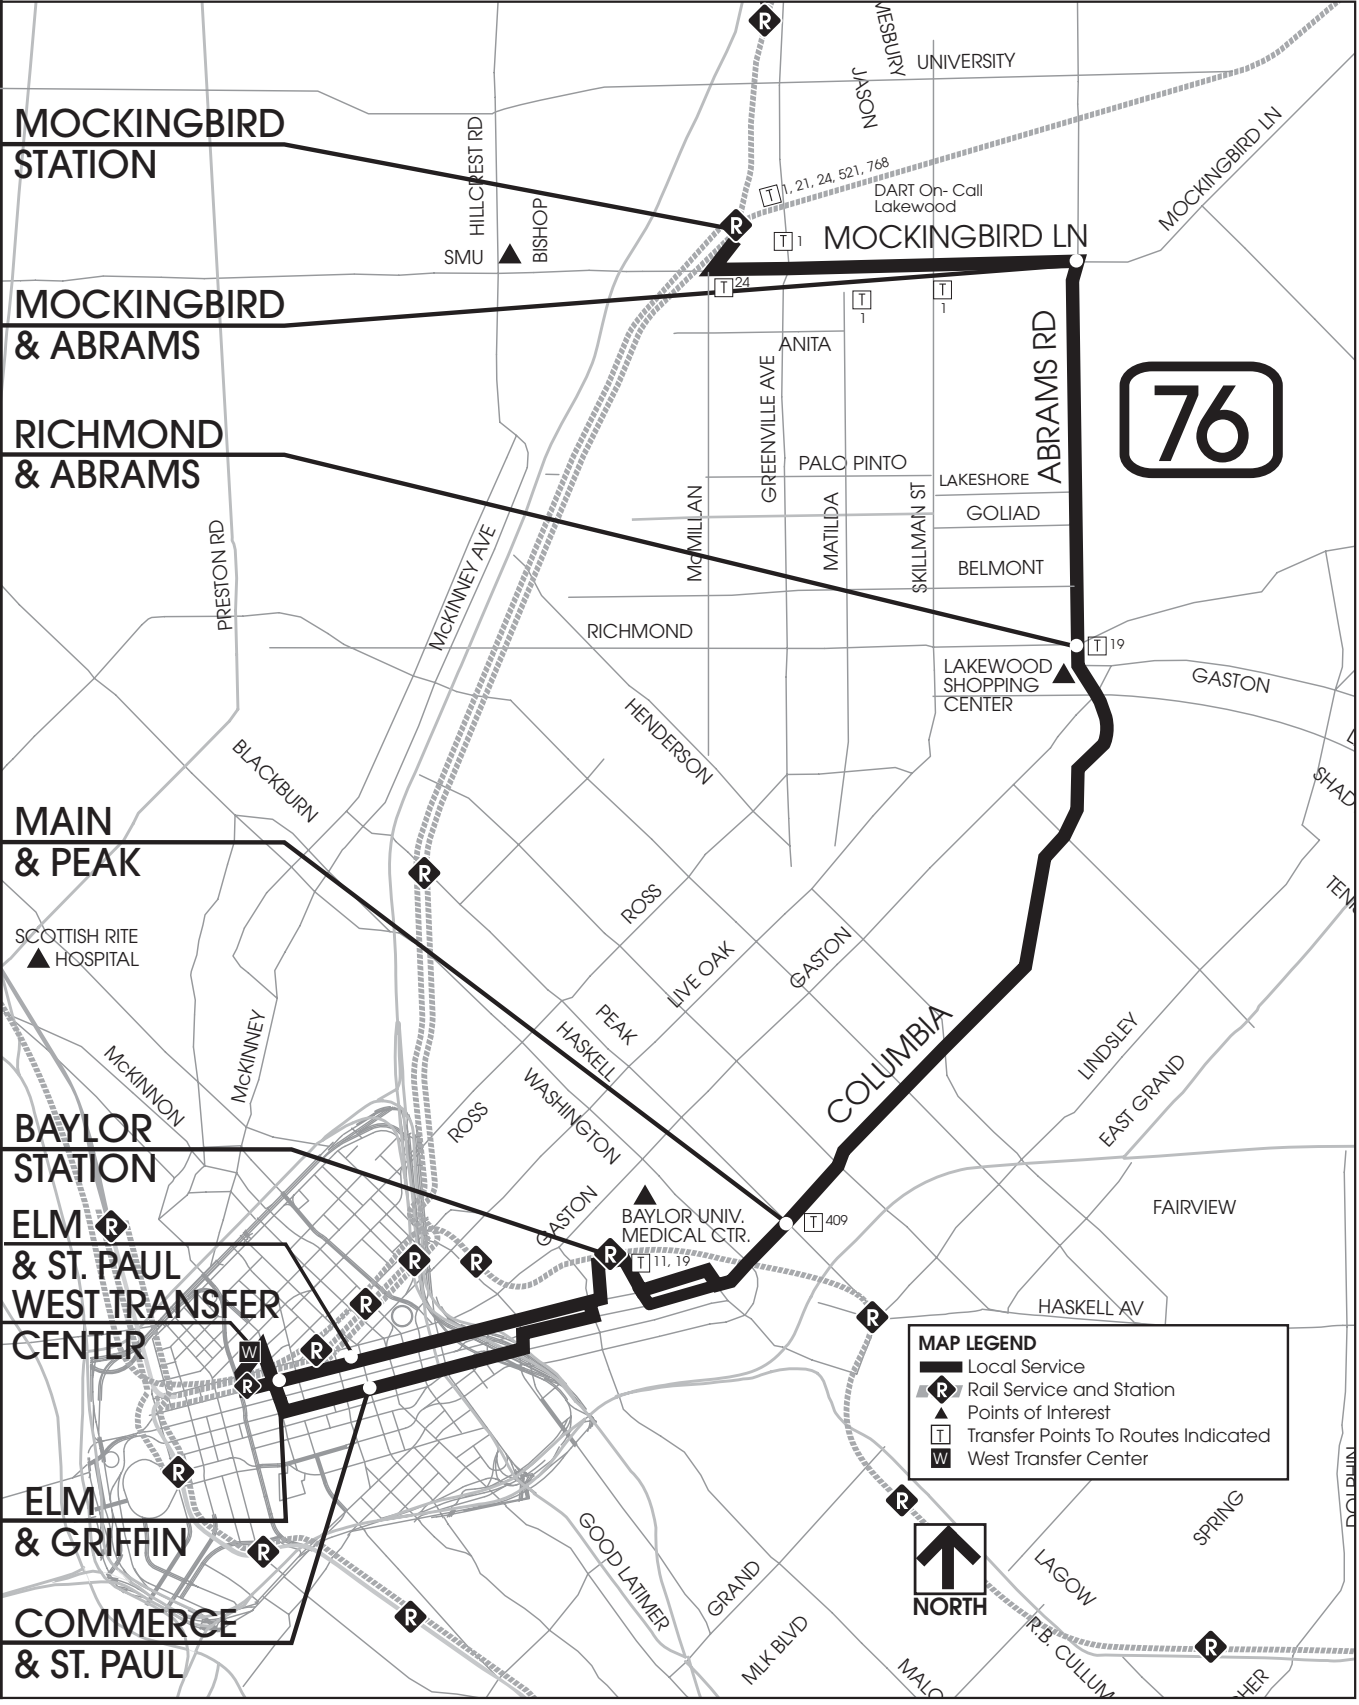 MESBURY
UNIVERSITY
JASON
MOCKINGBIRD
STATION
HILLCREST RD
BISHOP
SMU
R
T 1, 21, 24, 521, 768
DART On- Call
Lakewood
MOCKINGBIRD LN
MOCKINGBIRD LN
T 1
T 24
T
1
T
1
MOCKINGBIRD
& ABRAMS
ANITA
ABRAMS RD
76
RICHMOND
& ABRAMS
GREENVILLE AVE
PALO PINTO
LAKESHORE
GOLIAD
BELMONT
McMILLAN
MATILDA
SKILLMAN ST
PRESTON RD
McKINNEY AVE
RICHMOND
T 19
LAKEWOOD
SHOPPING
CENTER
GASTON
HENDERSON
BLACKBURN
SHAD
MAIN
& PEAK
R
ROSS
LIVE OAK
GASTON
SCOTTISH RITE
HOSPITAL
PEAK
HASKELL
WASHINGTON
COLUMBIA
LINDSLEY
EAST GRAND
McKINNON
McKINNEY
ROSS
BAYLOR
STATION
GASTON
BAYLOR UNIV.
MEDICAL CTR.
T 409
T 11, 19
FAIRVIEW
ELM
& ST. PAUL
WEST TRANSFER
CENTER
W
R
R
R
R
R
R
R
R
HASKELL AV
MAP LEGEND
Local Service
R Rail Service and Station
Points of Interest
T Transfer Points To Routes Indicated
W West Transfer Center
R
R
ELM
& GRIFFIN
R
GOOD LATIMER
GRAND
MLK BLVD
SPRING
DOLPHIN
LAGOW
NORTH
R.B. CULLUM
MALC
HER
COMMERCE
& ST. PAUL
R
R
R